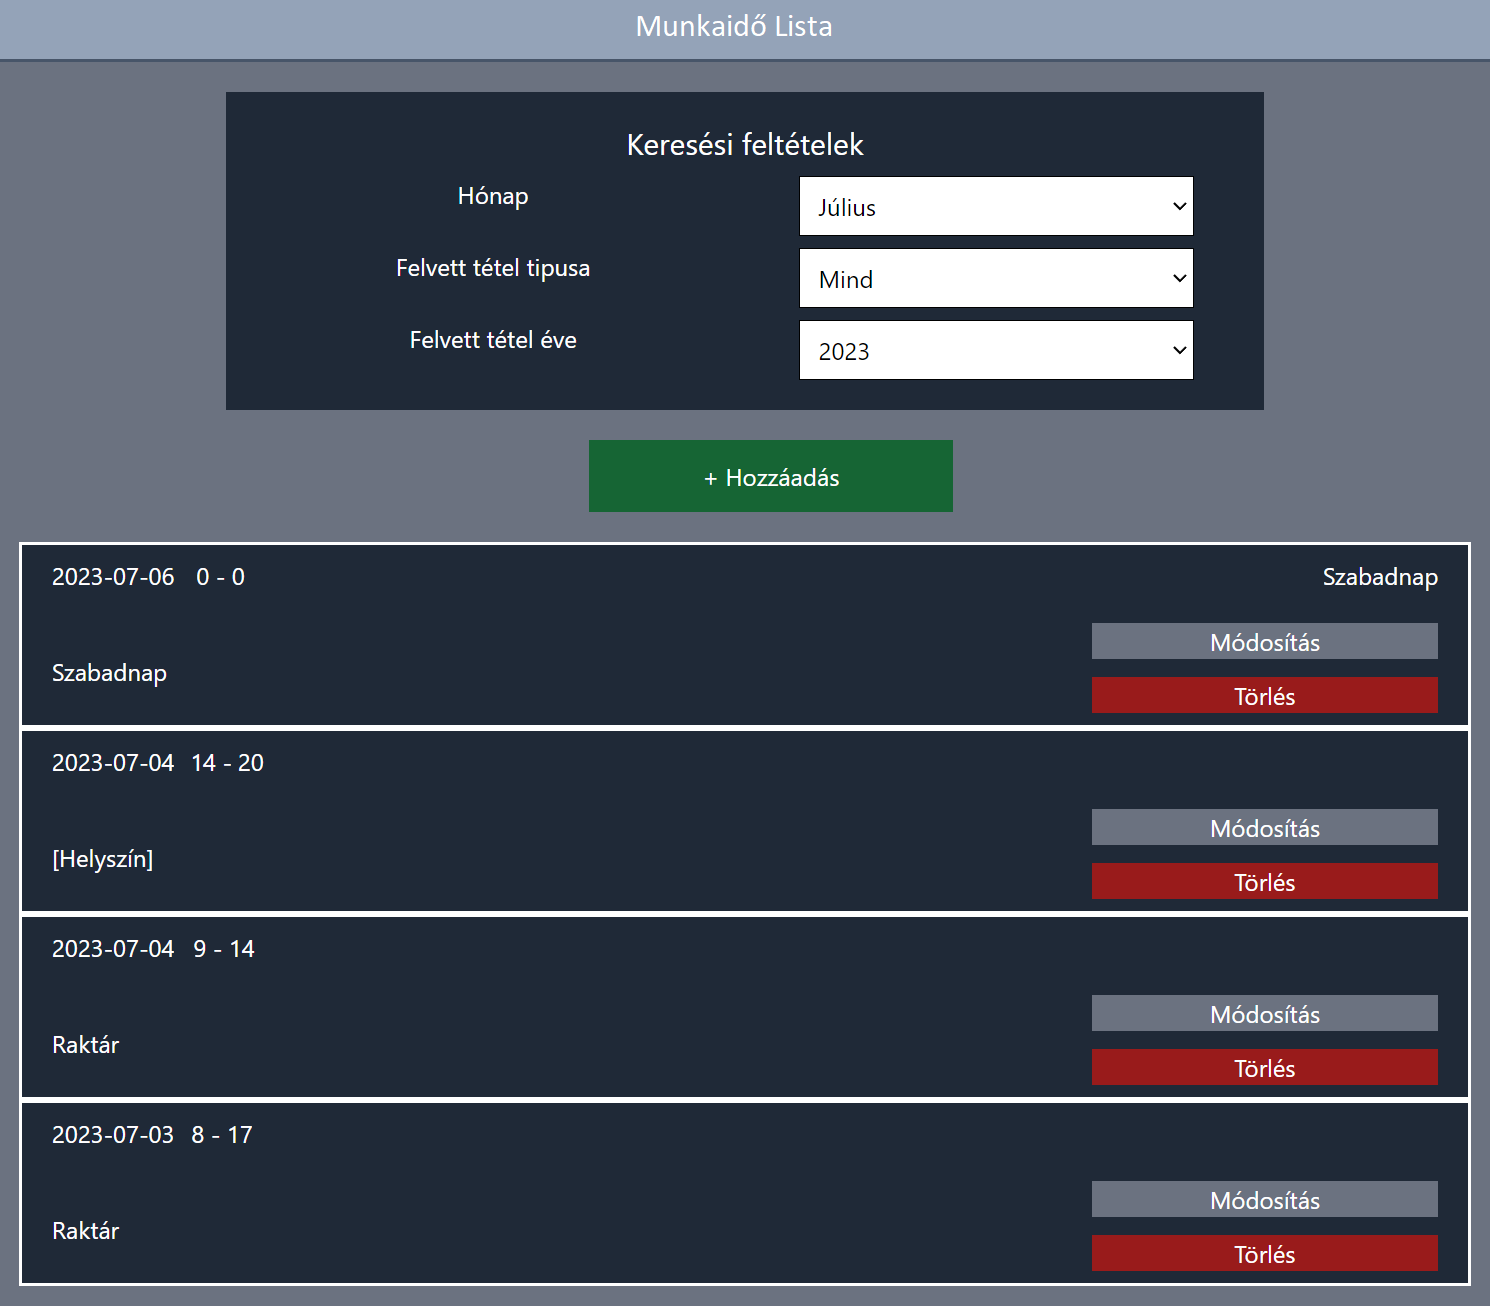 Munkaidő Lista
Keresési feltételek
Hónap
Július
Felvett tétel tipusa
Mind
Felvett tétel éve
2023
+ Hozzáadás
2023-07-06 0 - 0
Szabadnap
Szabadnap
Módosítás
Törlés
2023-07-04 14 - 20
[Helyszín]
Módosítás
Törlés
2023-07-04 9 - 14
Raktár
Módosítás
Törlés
2023-07-03 8 - 17
Raktár
Módosítás
Törlés